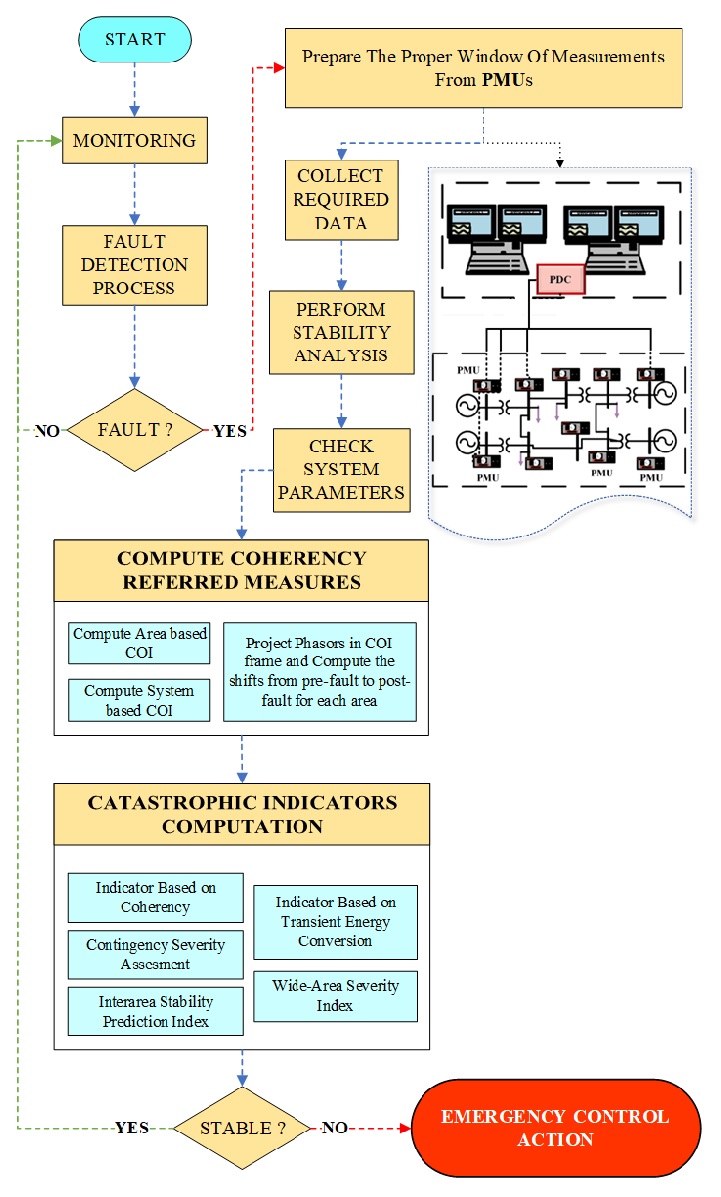 START
Prepare The Proper Window Of Measurements
From PMUs
MONITORING
COLLECT
REQUIRED
DATA
FAULT
DETECTION
PROCESS
PDC
PERFORM
STABILITY
ANALYSIS
PMU
NO
FAULT ?
YES
CHECK
SYSTEM
PARAMETERS
PMU
PMU
PMU
COMPUTE COHERENCY
REFERRED MEASURES
Compute Area based
COI
Compute System
based COI
Project Phasors in COI
frame and Compute the
shifts from pre-fault to post-
fault for each area
CATASTROPHIC INDICATORS
COMPUTATION
Indicator Based on
Coherency
Contingency Severity
Assesment
Interarea Stability
Prediction Index
Indicator Based on
Transient Energy
Conversion
Wide-Area Severity
Index
YES
STABLE ?
NO
EMERGENCY CONTROL
ACTION